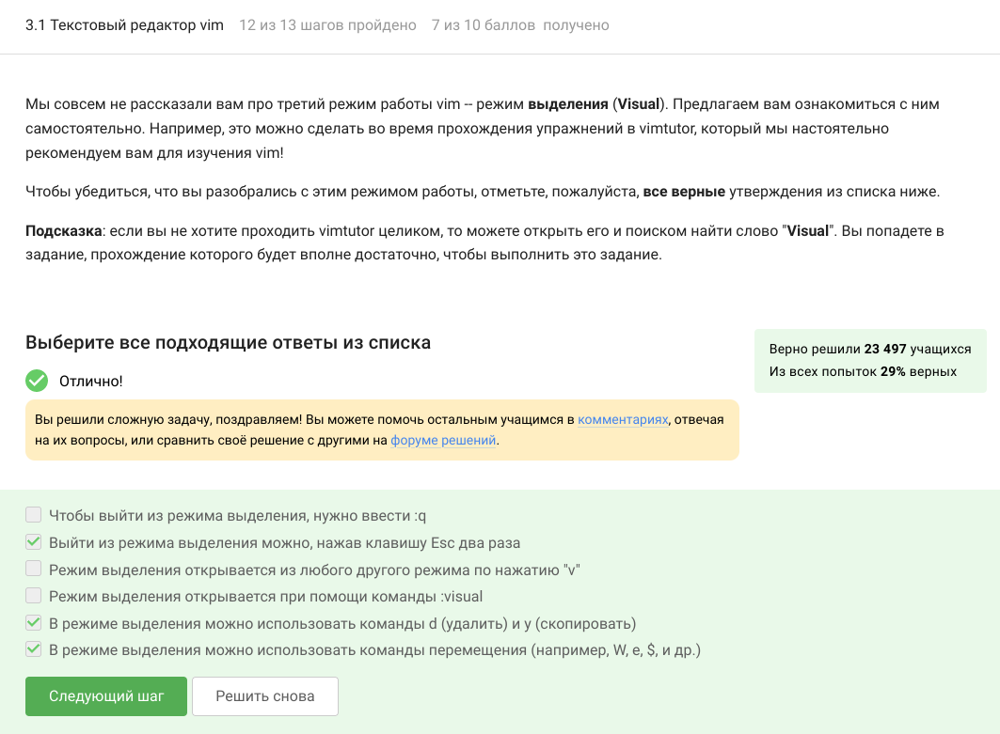 3.1 Текстовый редактор vim 12 из 13 шагов пройдено 7 из 10 баллов получено
Мы совсем не рассказали вам про третий режим работы vim -- режим выделения (Visual). Предлагаем вам ознакомиться с ним
самостоятельно. Например, это можно сделать во время прохождения упражнений в vimtutor, который мы настоятельно
рекомендуем вам для изучения vim!
Чтобы убедиться, что вы разобрались с этим режимом работы, отметьте, пожалуйста, все верные утверждения из списка ниже.
Подсказка: если вы не хотите проходить vimtutor целиком, то можете открыть его и поиском найти слово "Visual". Вы попадете в
задание, прохождение которого будет вполне достаточно, чтобы выполнить это задание.
Выберите все подходящие ответы из списка
Верно решили 23 497 учащихся
Из всех попыток 29% верных
Отлично!
Вы решили сложную задачу, поздравляем! Вы можете помочь остальным учащимся в комментариях, отвечая
на их вопросы, или сравнить своё решение с другими на форуме решений.
Чтобы выйти из режима выделения, нужно ввести :q
Выйти из режима выделения можно, нажав клавишу Esc два раза
Режим выделения открывается из любого другого режима по нажатию "v"
Режим выделения открывается при помощи команды :visual
В режиме выделения можно использовать команды d (удалить) и y (скопировать)
В режиме выделения можно использовать команды перемещения (например, W, e, $, и др.)
Следующий шаг Решить снова